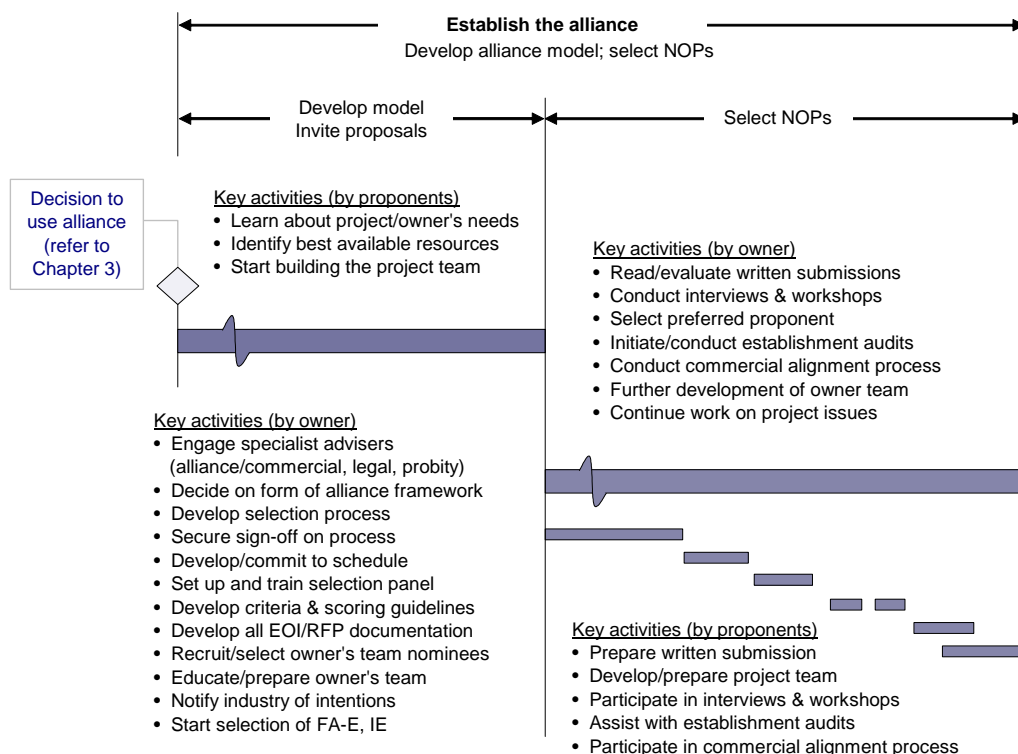 Establish the alliance
Develop alliance model; select NOPs
Develop model
Invite proposals
Select NOPs
Decision to
use alliance
(refer to
Chapter 3)
Key activities (by proponents)
• Learn about project/owner's needs
• Identify best available resources
• Start building the project team
Key activities (by owner)
• Read/evaluate written submissions
• Conduct interviews & workshops
• Select preferred proponent
• Initiate/conduct establishment audits
• Conduct commercial alignment process
• Further development of owner team
• Continue work on project issues
Key activities (by owner)
• Engage specialist advisers
(alliance/commercial, legal, probity)
• Decide on form of alliance framework
• Develop selection process
• Secure sign-off on process
• Develop/commit to schedule
• Set up and train selection panel
• Develop criteria & scoring guidelines
• Develop all EOI/RFP documentation
• Recruit/select owner's team nominees
• Educate/prepare owner's team
• Notify industry of intentions
• Start selection of FA-E, IE
Key activities (by proponents)
• Prepare written submission
• Develop/prepare project team
• Participate in interviews & workshops
• Assist with establishment audits
• Participate in commercial alignment process